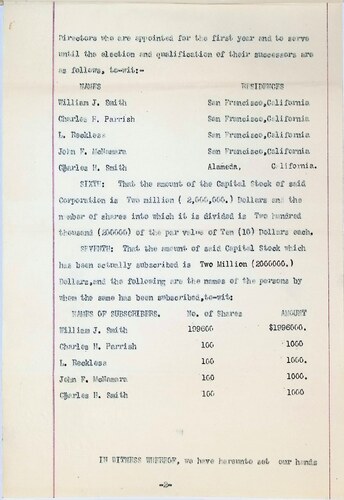 Directors who are appointed for the first year and to serve
until the election and qualification of their successors are
as follows, to-wit:-
NAMES RESIDENCES
William J. Smith San Francisco,California
Charles H. Parrish San Francisco,California
L. Reckless San Francisco,California
John F. McNamara San Francisco,California
Charles H. Smith Alameda, California.
SIXTH: That the amount of the Capital Stock of said
Corporation is Two million ( 2,000,000.) Dollars and the
number of shares into which it is divided is Two hundred
thousand (200000) of the par value of Ten (10) Dollars each.
SEVENTH: That the amount of said Capital Stock which
has been actually subscribed is Two Million (2000000.)
Dollars,and the following are the names of the persons by
whom the same has been subscribed,to-wit:
NAMES OF SUBSCRIBERS. No. of Shares AMOUNT
William J. Smith 199600 $1996000.
Charles H. Parrish 100 1000.
L. Reckless 100 1000.
John F. McNamara 100 1000.
Charles H. Smith 100 1000.
IN WITNESS WHEREOF, we have hereunto set our hands